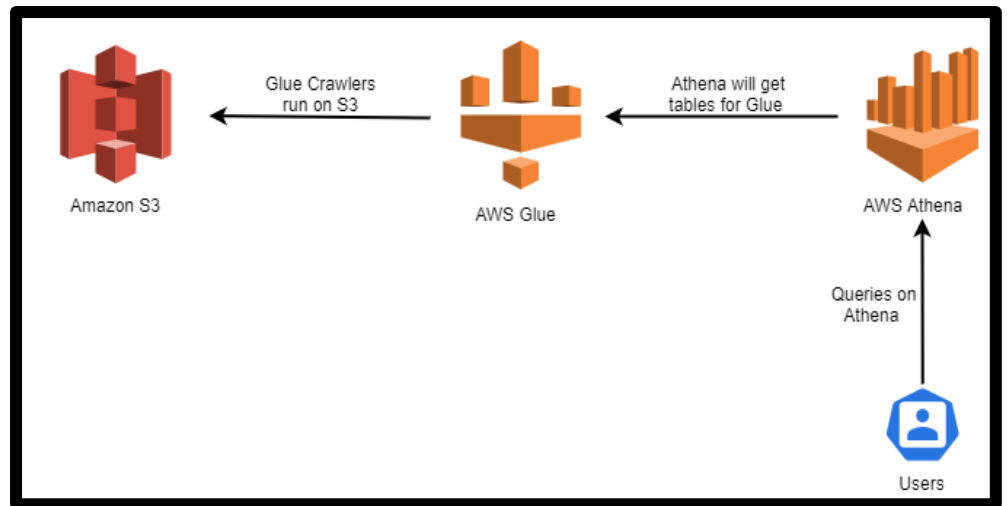 Glue Crawlers
run on S3
Athena will get
tables for Glue
Amazon S3
AWS Glue
AWS Athena
Queries on
Athena
Users